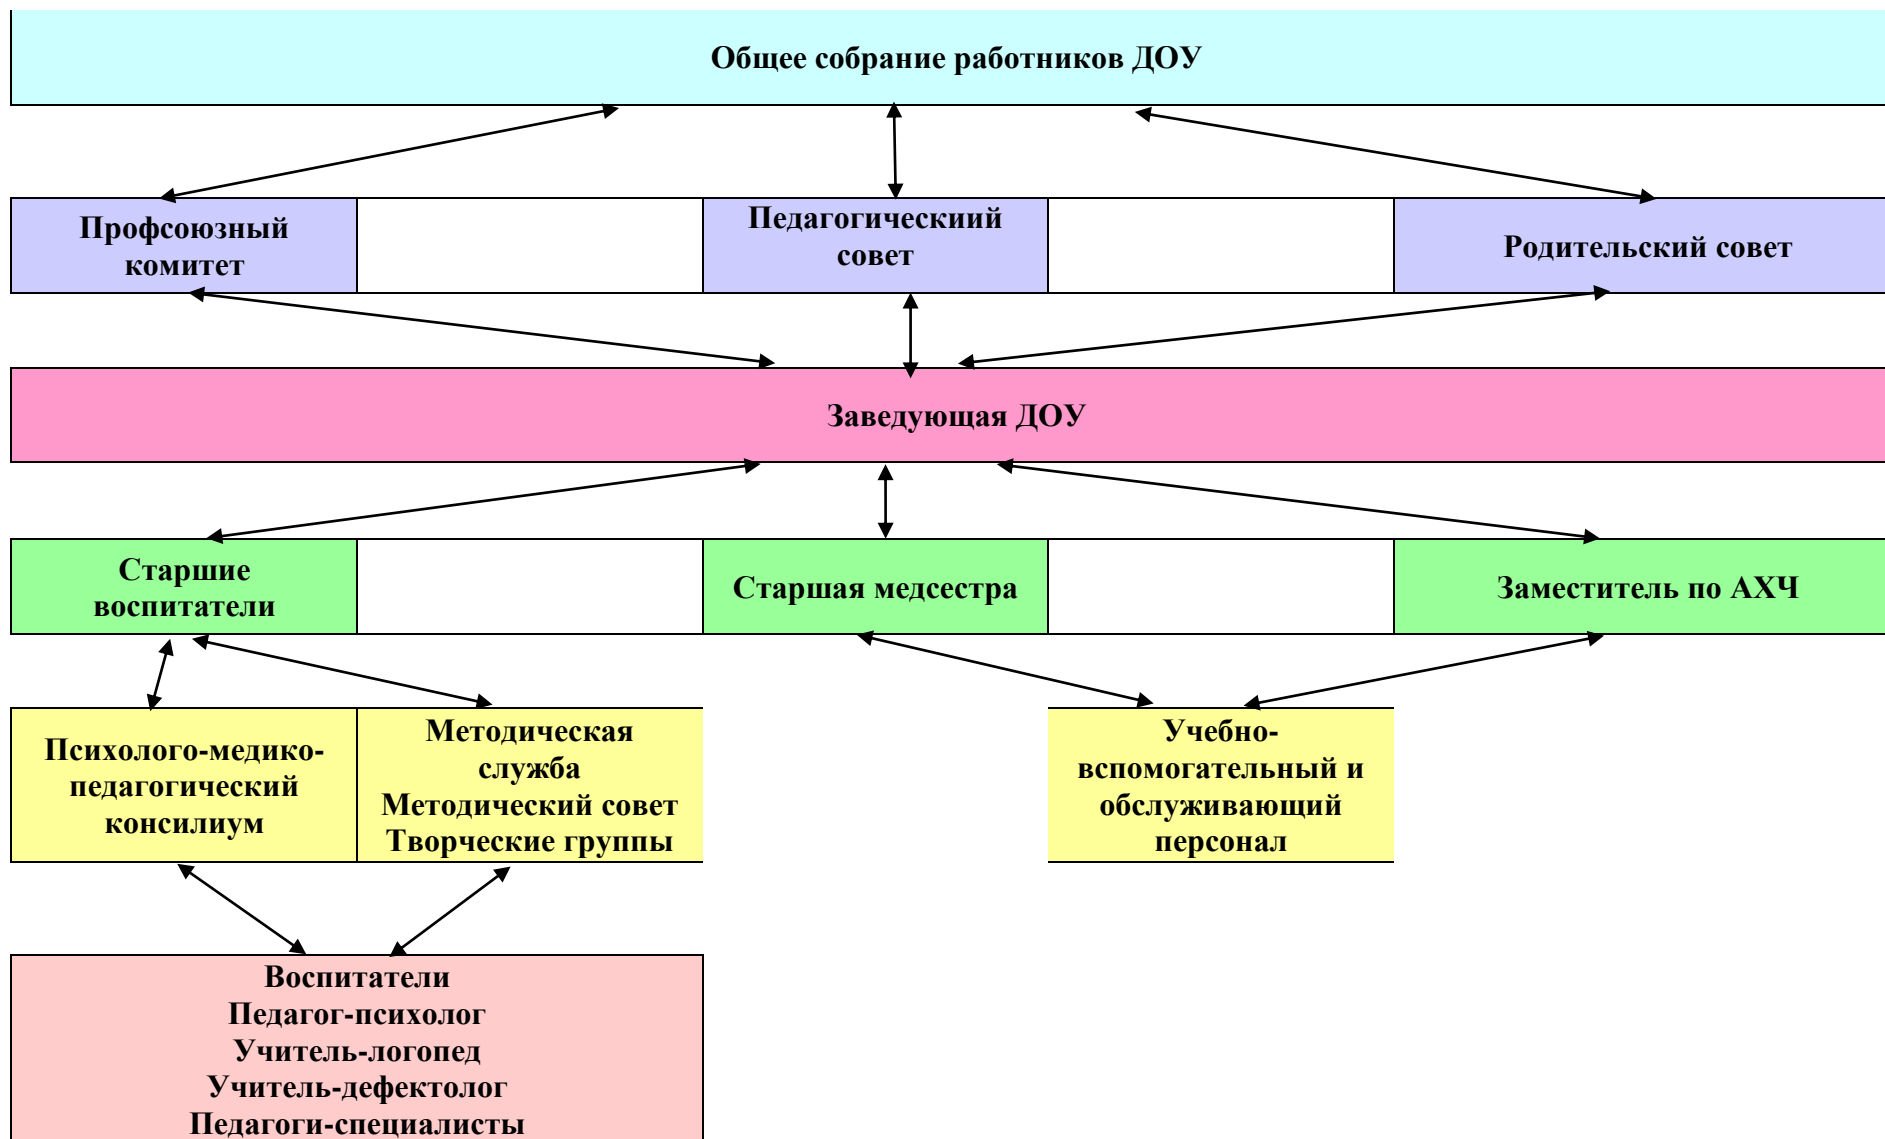 Общее собрание работников ДОУ
Профсоюзный
комитет
Педагогическиий
совет
Родительский совет
Заведующая ДОУ
Старшие
воспитатели
Старшая медсестра
Заместитель по АХЧ
Психолого-медико-
педагогический
консилиум
Методическая
служба
Методический совет
Творческие группы
Учебно-
вспомогательный и
обслуживающий
персонал
Воспитатели
Педагог-психолог
Учитель-логопед
Учитель-дефектолог
Педагоги-специалисты